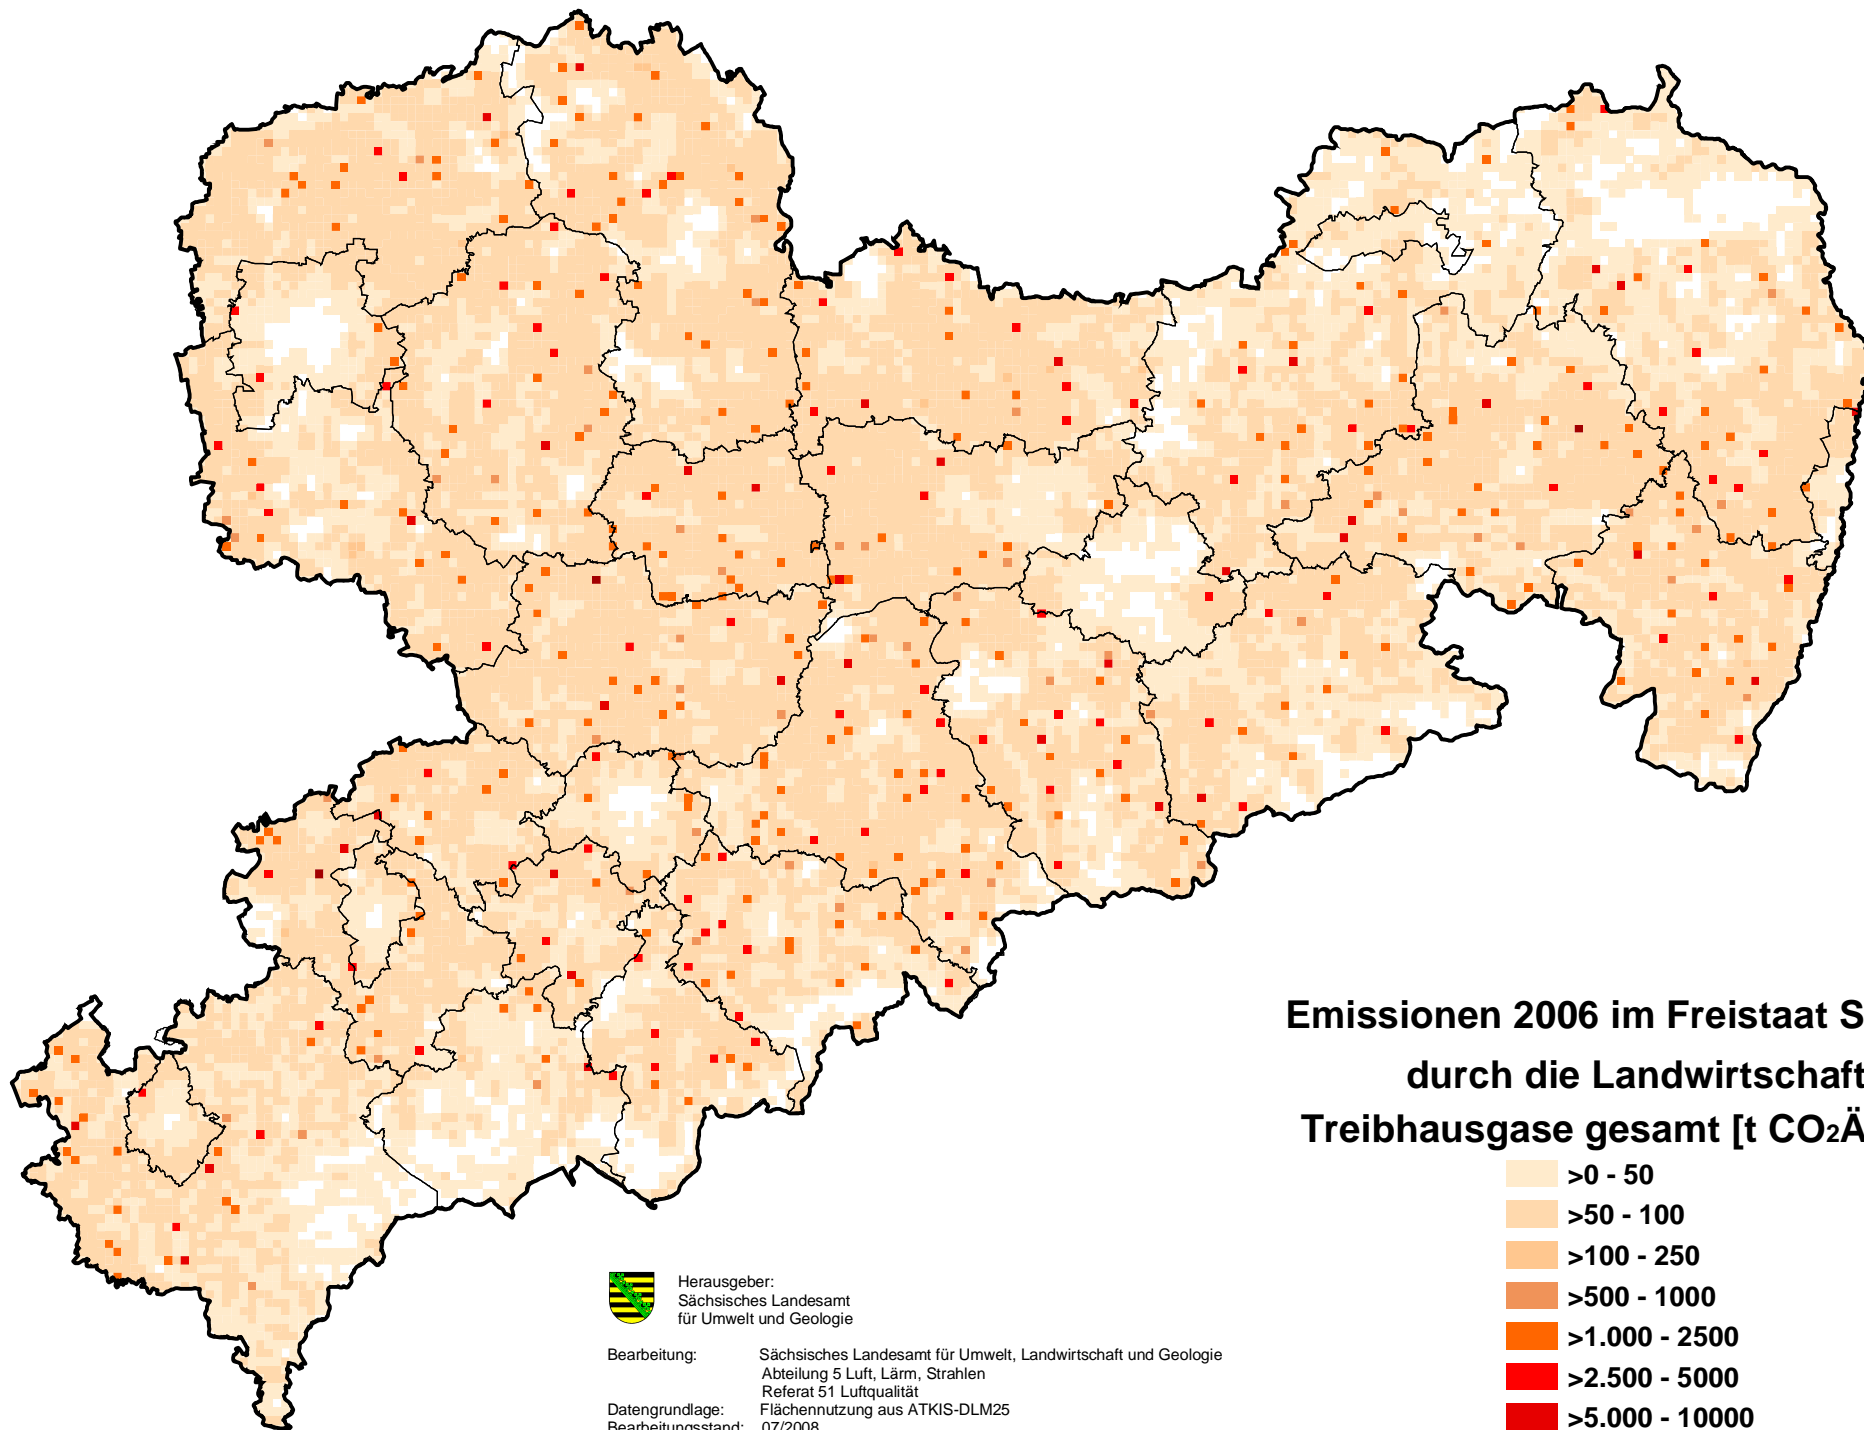 Emissionen 2006 im Freistaat S
durch die Landwirtschaft
Treibhausgase gesamt [t CO₂Ä
>0 - 50
>50 - 100
>100 - 250
>500 - 1000
>1.000 - 2500
>2.500 - 5000
>5.000 - 10000
Herausgeber:
Sächsisches Landesamt
für Umwelt und Geologie
Bearbeitung: Sächsisches Landesamt für Umwelt, Landwirtschaft und Geologie
Abteilung 5 Luft, Lärm, Strahlen
Referat 51 Luftqualität
Datengrundlage: Flächennutzung aus ATKIS-DLM25
Bearbeitungsstand: 07/2008